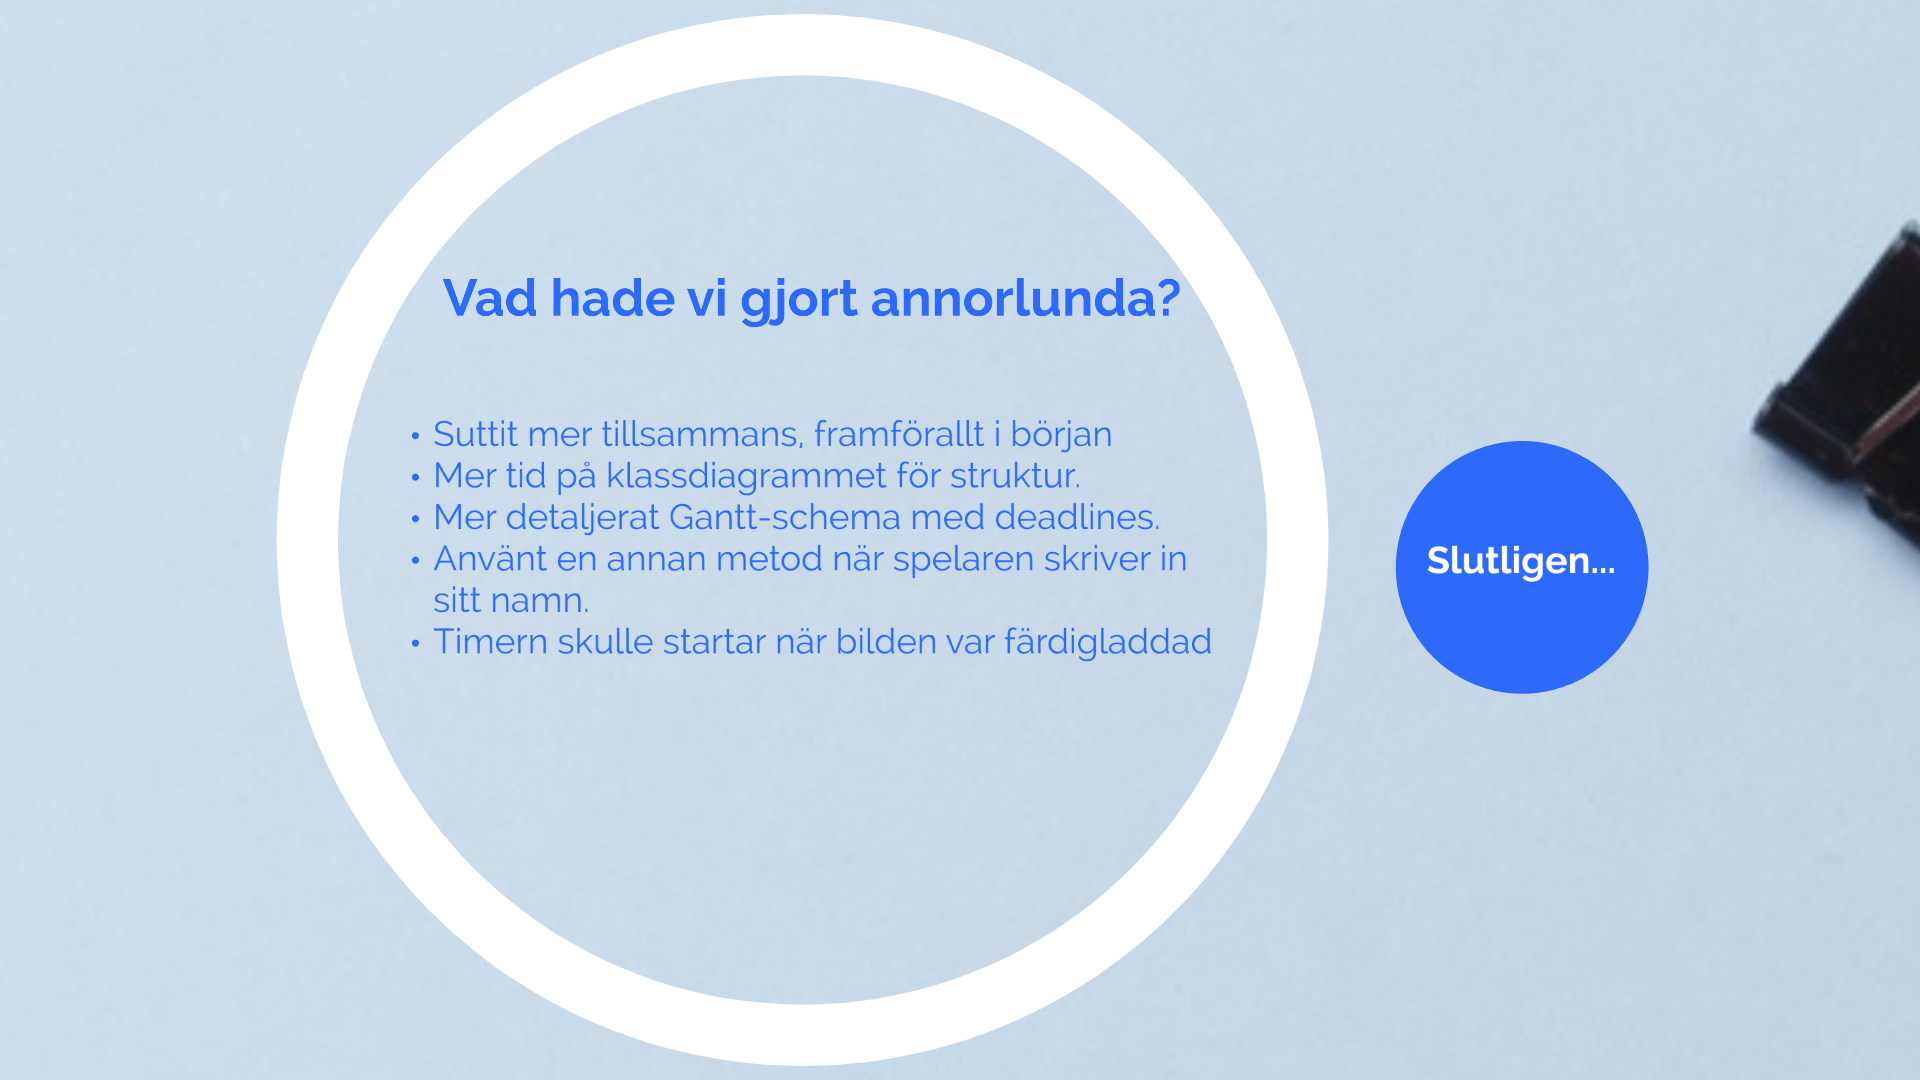 Vad hade vi gjort annorlunda?
• Suttit mer tillsammans, framförallt i början
• Mer tid på klassdiagrammet för struktur.
• Mer detaljerat Gantt-schema med deadlines.
• Använt en annan metod när spelaren skriver in
sitt namn.
• Timern skulle startar när bilden var färdigladdad
Slutligen...